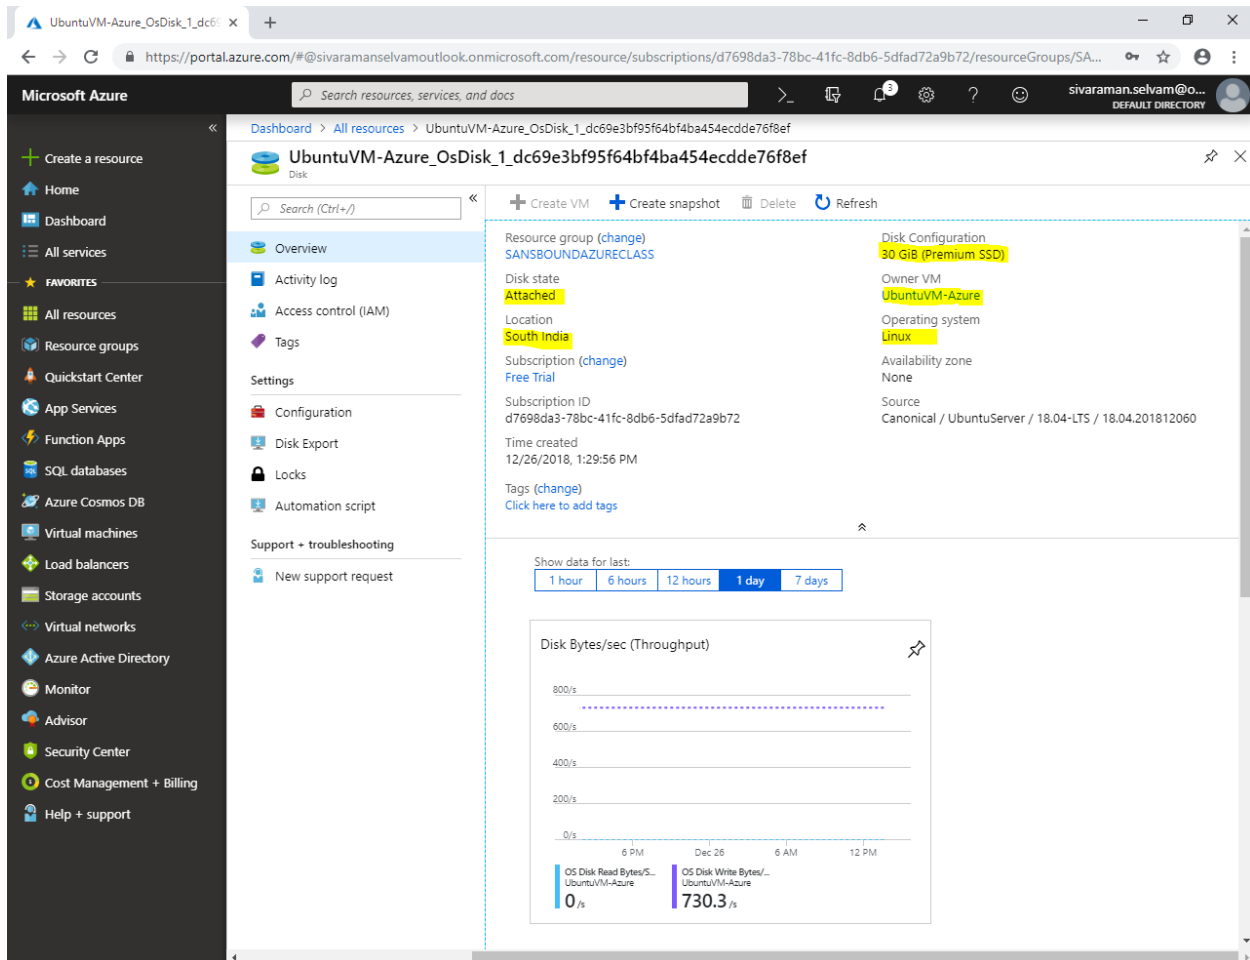 UbuntuVM-Azure_OsDisk_1_dc69
https://portal.azure.com/#@sivaramanselvamoutlook.onmicrosoft.com/resource/subscriptions/d7698da3-78bc-41fc-8db6-5dfad72a9b72/resourceGroups/SA...
Microsoft Azure
Search resources, services, and docs
3
sivaraman.selvam@o...
DEFAULT DIRECTORY
Create a resource
Home
Dashboard
All services
FAVORITES
All resources
Resource groups
Quickstart Center
App Services
Function Apps
SQL databases
Azure Cosmos DB
Virtual machines
Load balancers
Storage accounts
Virtual networks
Azure Active Directory
Monitor
Advisor
Security Center
Cost Management + Billing
Help + support
Dashboard > All resources > UbuntuVM-Azure_OsDisk_1_dc69e3bf95f64bf4ba454ecdde76f8ef
UbuntuVM-Azure_OsDisk_1_dc69e3bf95f64bf4ba454ecdde76f8ef
Disk
Search (Ctrl+/)
Overview
Activity log
Access control (IAM)
Tags
Settings
Configuration
Disk Export
Locks
Automation script
Support + troubleshooting
New support request
Create VM Create snapshot Delete Refresh
Resource group (change)
SANSBOUNDAZURECLASS
Disk state
Attached
Location
South India
Subscription (change)
Free Trial
Subscription ID
d7698da3-78bc-41fc-8db6-5dfad72a9b72
Time created
12/26/2018, 1:29:56 PM
Tags (change)
Click here to add tags
Disk Configuration
30 GiB (Premium SSD)
Owner VM
UbuntuVM-Azure
Operating system
Linux
Availability zone
None
Source
Canonical / UbuntuServer / 18.04-LTS / 18.04.201812060
Show data for last:
1 hour 6 hours 12 hours 1 day 7 days
Disk Bytes/sec (Throughput)
800/s
600/s
400/s
200/s
0/s
6 PM Dec 26 6 AM 12 PM
OS Disk Read Bytes/S...
UbuntuVM-Azure
0 /s
OS Disk Write Bytes/...
UbuntuVM-Azure
730.3 /s